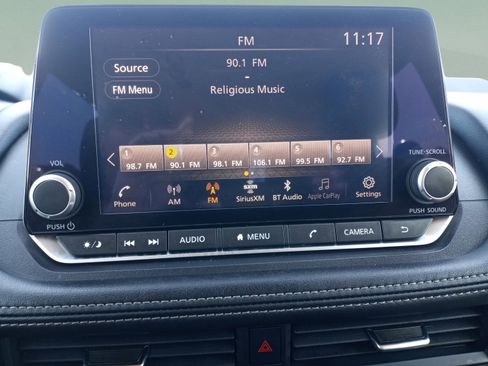 FM 11:17
Source 90.1 FM
-
FM Menu Religious Music
1 2 3 4 5 6
98.7 FM 90.1 FM 98.1 FM 106.1 FM 99.5 FM 92.7 FM
VOL TUNE·SCROLL
Phone AM FM sxm SiriusXM BT Audio Apple CarPlay Settings
PUSH PUSH SOUND
AUDIO MENU CAMERA